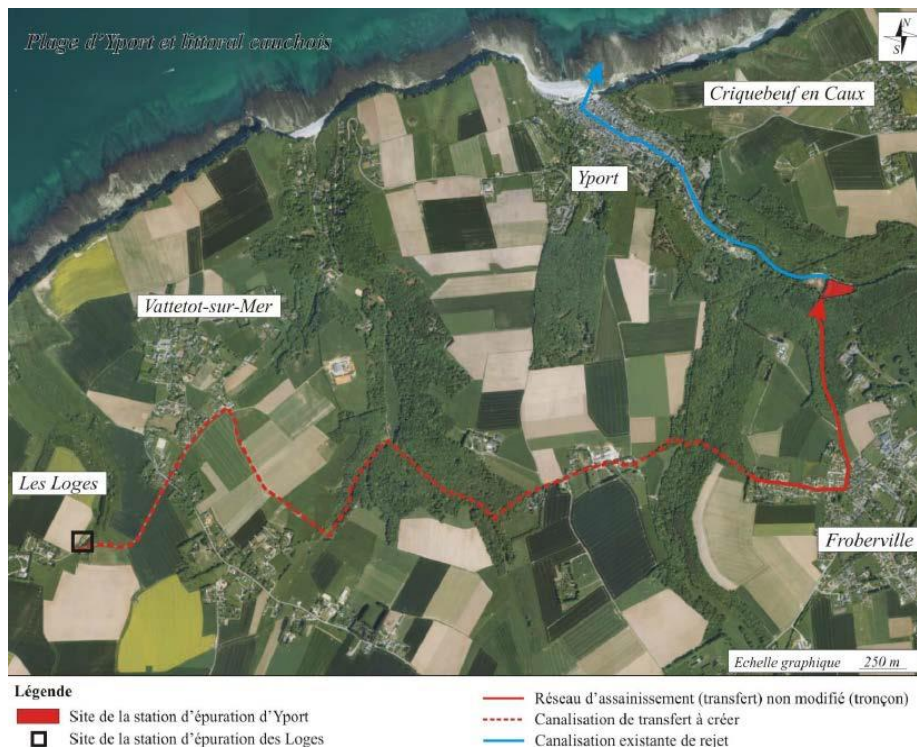 Plage d'Yport et littoral cauchois
N
S
Criquebeuf en Caux
Yport
Vattetot-sur-Mer
Les Loges
Froberville
Echelle graphique 250 m
Légende
Site de la station d'épuration d'Yport
Site de la station d'épuration des Loges
Réseau d'assainissement (transfert) non modifié (tronçon)
Canalisation de transfert à créer
Canalisation existante de rejet